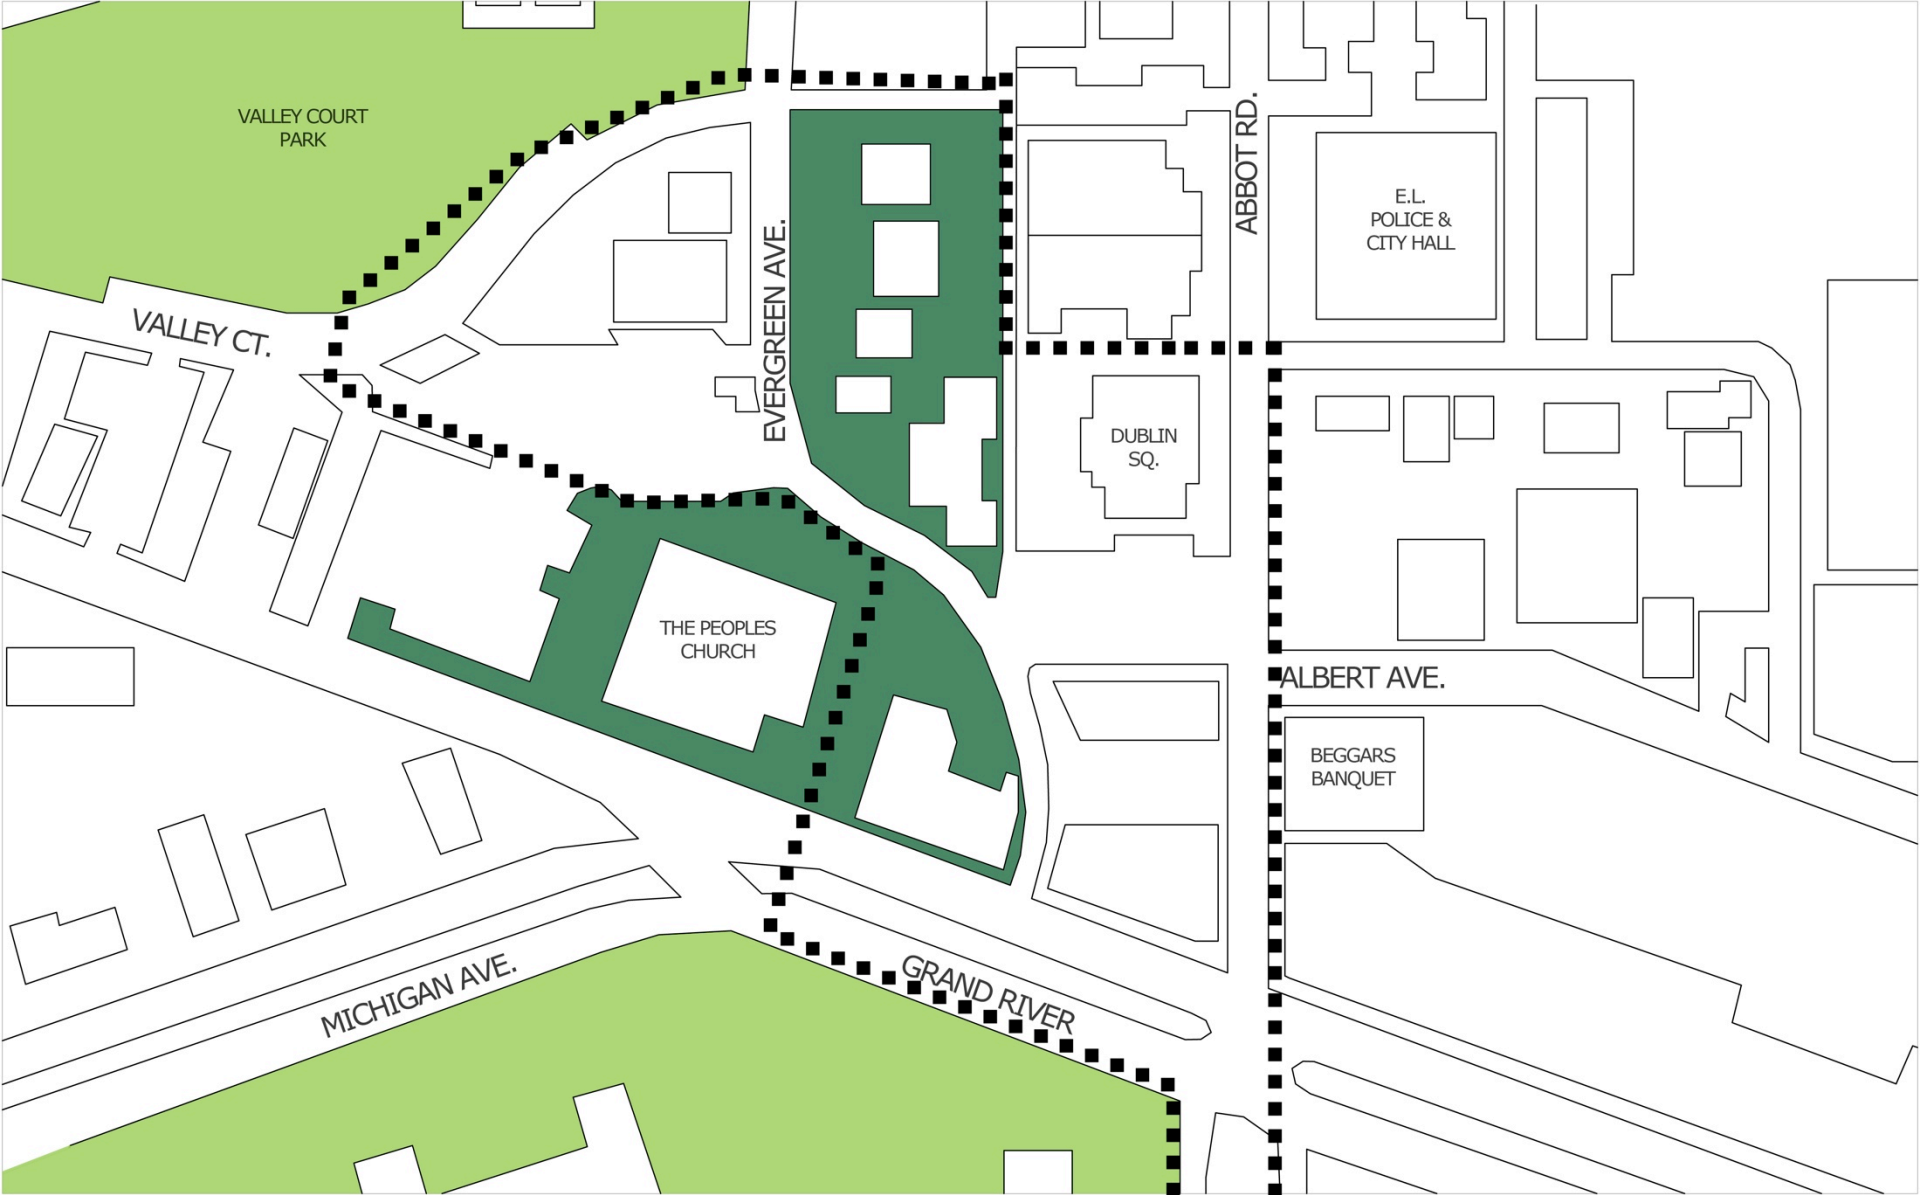 VALLEY COURT
PARK
ABBOT RD.
E.L.
POLICE &
CITY HALL
EVERGREEN AVE.
VALLEY CT.
DUBLIN
SQ.
THE PEOPLES
CHURCH
ALBERT AVE.
BEGGARS
BANQUET
MICHIGAN AVE.
GRAND RIVER